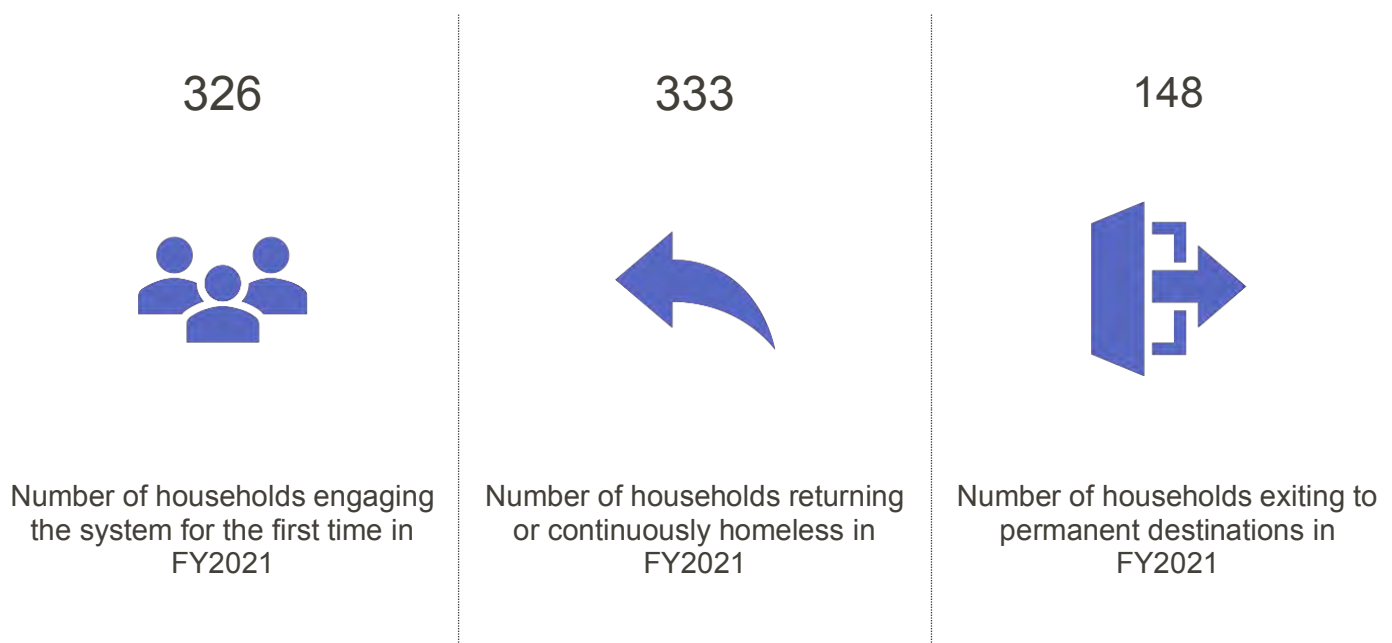 326
Number of households engaging
the system for the first time in
FY2021
333
Number of households returning
or continuously homeless in
FY2021
148
Number of households exiting to
permanent destinations in
FY2021